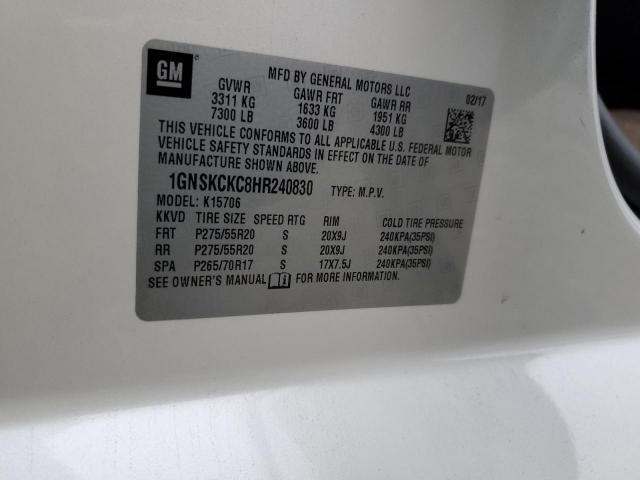 GM
MFD BY GENERAL MOTORS LLC
02/17
GVWR GAWR FRT GAWR RR
3311 KG 1633 KG 1951 KG
7300 LB 3600 LB 4300 LB
THIS VEHICLE CONFORMS TO ALL APPLICABLE U.S. FEDERAL MOTOR
VEHICLE SAFETY STANDARDS IN EFFECT ON THE DATE OF
MANUFACTURE SHOWN ABOVE.
1GNSKCKC8HR240830 TYPE: M.P.V.
MODEL: K15706
KKVD TIRE SIZE SPEED RTG RIM COLD TIRE PRESSURE
FRT P275/55R20 S 20X9J 240KPA(35PSI)
RR P275/55R20 S 20X9J 240KPA(35PSI)
SPA P265/70R17 S 17X7.5J 240KPA(35PSI)
SEE OWNER'S MANUAL FOR MORE INFORMATION.